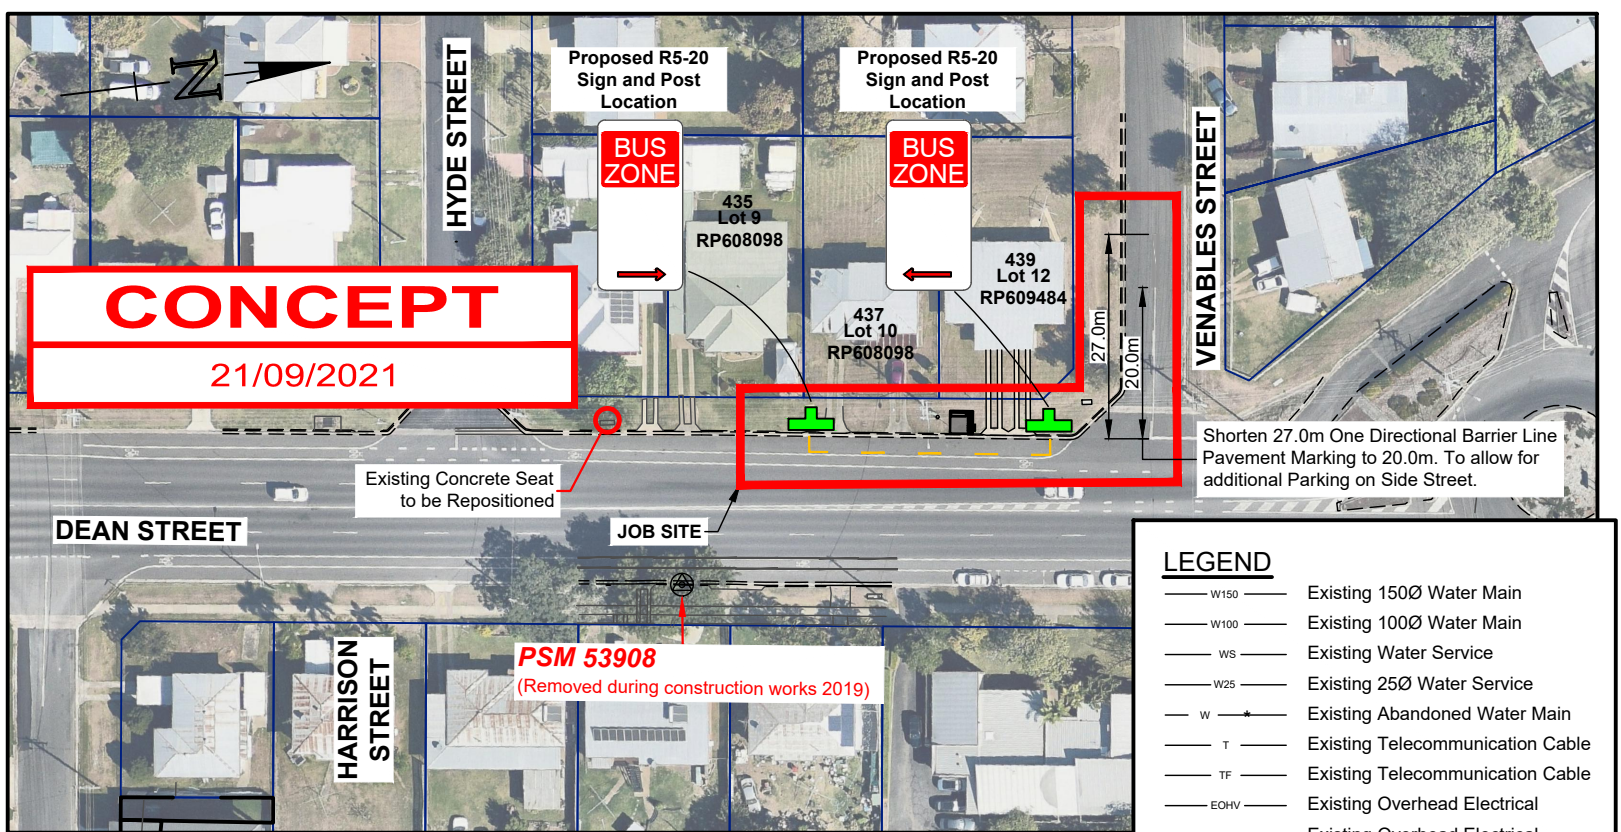 N
HYDE STREET
Proposed R5-20
Sign and Post
Location
BUS
ZONE
Proposed R5-20
Sign and Post
Location
BUS
ZONE
VENABLES STREET
435
Lot 9
RP608098
437
Lot 10
RP608098
439
Lot 12
RP609484
27.0m
20.0m
CONCEPT
21/09/2021
Existing Concrete Seat
to be Repositioned
Shorten 27.0m One Directional Barrier Line
Pavement Marking to 20.0m. To allow for
additional Parking on Side Street.
DEAN STREET
JOB SITE
PSM 53908
(Removed during construction works 2019)
HARRISON
STREET
LEGEND
W150 Existing 150Ø Water Main
W100 Existing 100Ø Water Main
WS Existing Water Service
W25 Existing 25Ø Water Service
W * Existing Abandoned Water Main
T Existing Telecommunication Cable
TF Existing Telecommunication Cable
EOHV Existing Overhead Electrical
Existing Overhead Electrical